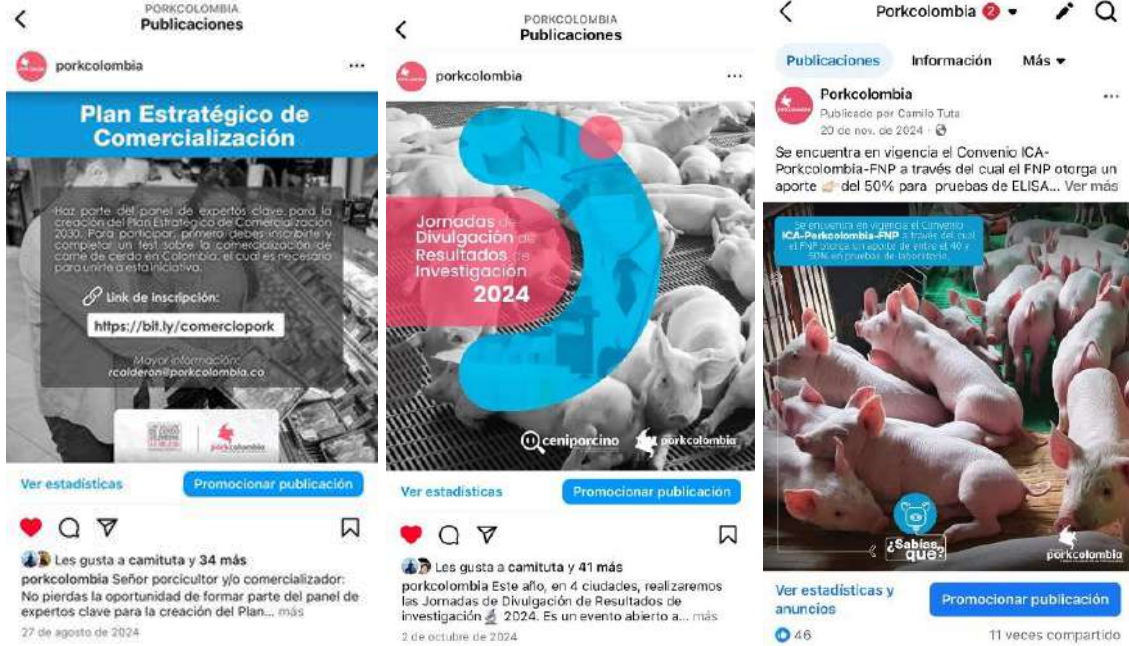 PORKCOLOMBIA
Publicaciones
porkcolombia
Plan Estratégico de
Comercialización
Haz parte del panel de expertos clave para la
creación del Plan Estratégico de Comercialización
2030. Para participar, primero debes inscribirte y
completar un test sobre la comercialización de
carne de cerdo en Colombia, el cual es necesario
para unirte a esta iniciativa.
Link de inscripción:
https://bit.ly/comerciopork
Mayor información:
rcalderon@porkcolombia.co
porkcolombia
Ver estadísticas
Promocionar publicación
Les gusta a camituta y 34 más
porkcolombia Señor porcicultor y/o comercializador:
No pierdas la oportunidad de formar parte del panel de
expertos clave para la creación del Plan... más
27 de agosto de 2024
PORKCOLOMBIA
Publicaciones
porkcolombia
Jornadas de
Divulgación de
Resultados de
Investigación
2024
ceniporcino
porkcolombia
Ver estadísticas
Promocionar publicación
Les gusta a camituta y 41 más
porkcolombia Este año, en 4 ciudades, realizaremos
las Jornadas de Divulgación de Resultados de
investigación 🔬 2024. Es un evento abierto a... más
2 de octubre de 2024
Porkcolombia 2
Publicaciones
Información
Más
Porkcolombia
Publicado por Camilo Tuta
20 de nov. de 2024
Se encuentra en vigencia el Convenio ICA-
Porkcolombia-FNP a través del cual el FNP otorga un
aporte del 50% para pruebas de ELISA... Ver más
Se encuentra en vigencia el Convenio
ICA-Porkcolombia-FNP a través del cual
el FNP otorga un aporte de entre el 40 y
50% en pruebas de laboratorio.
¿Sabías
que?
porkcolombia
Ver estadísticas y
anuncios
Promocionar publicación
46
11 veces compartido